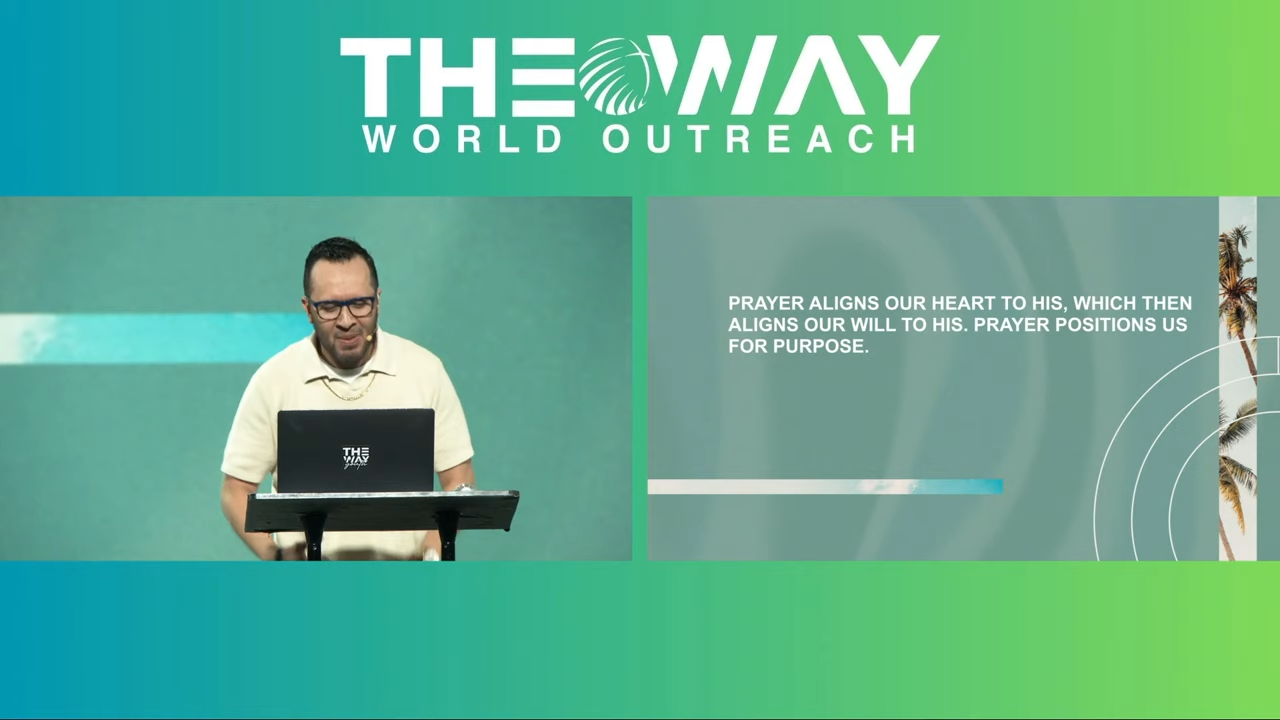 THE WAY
WORLD OUTREACH
PRAYER ALIGNS OUR HEART TO HIS, WHICH THEN
ALIGNS OUR WILL TO HIS. PRAYER POSITIONS US
FOR PURPOSE.
THE
WAY
youth